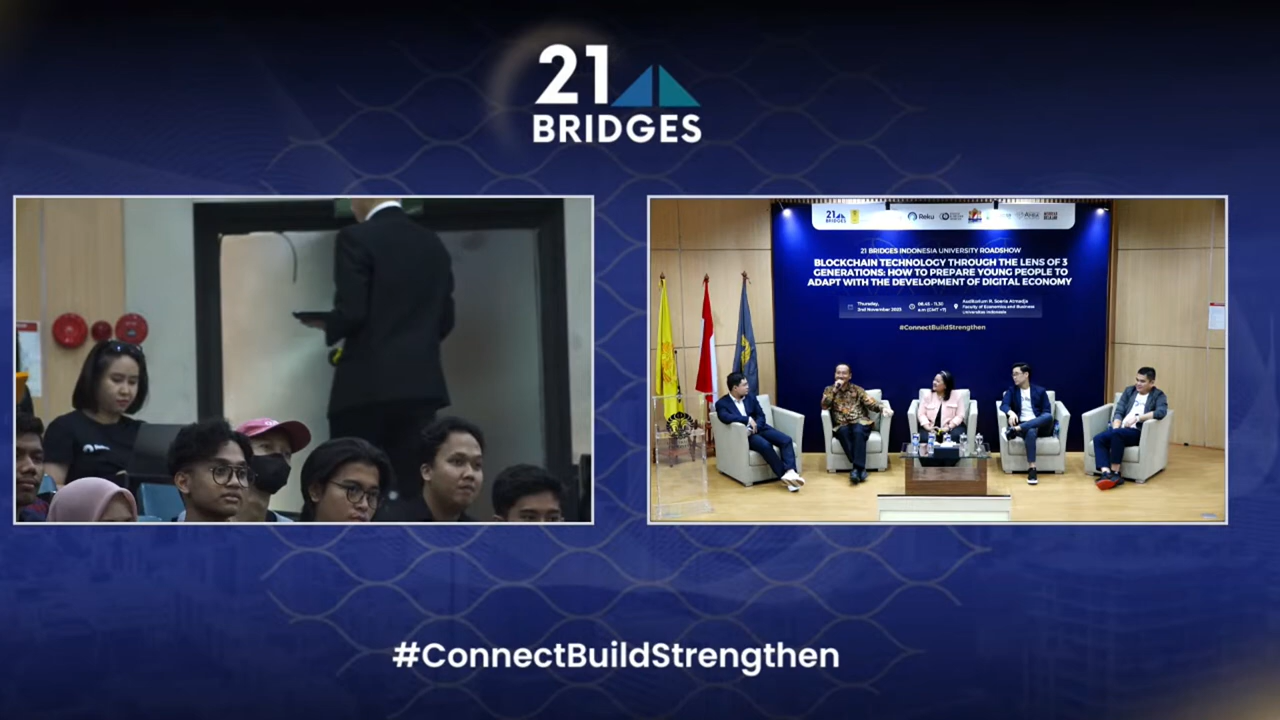 21
BRIDGES
21
BRIDGES
Reku
21 BRIDGES INDONESIA UNIVERSITY ROADSHOW
BLOCKCHAIN TECHNOLOGY THROUGH THE LENS OF 3
GENERATIONS: HOW TO PREPARE YOUNG PEOPLE TO
ADAPT WITH THE DEVELOPMENT OF DIGITAL ECONOMY
Thursday,
2nd November 2023
08.45 - 11.30
a.m (GMT +7)
Auditorium R. Soeria Atmadja
Faculty of Economics and Business
Universitas Indonesia
#ConnectBuildStrengthen
#ConnectBuildStrengthen